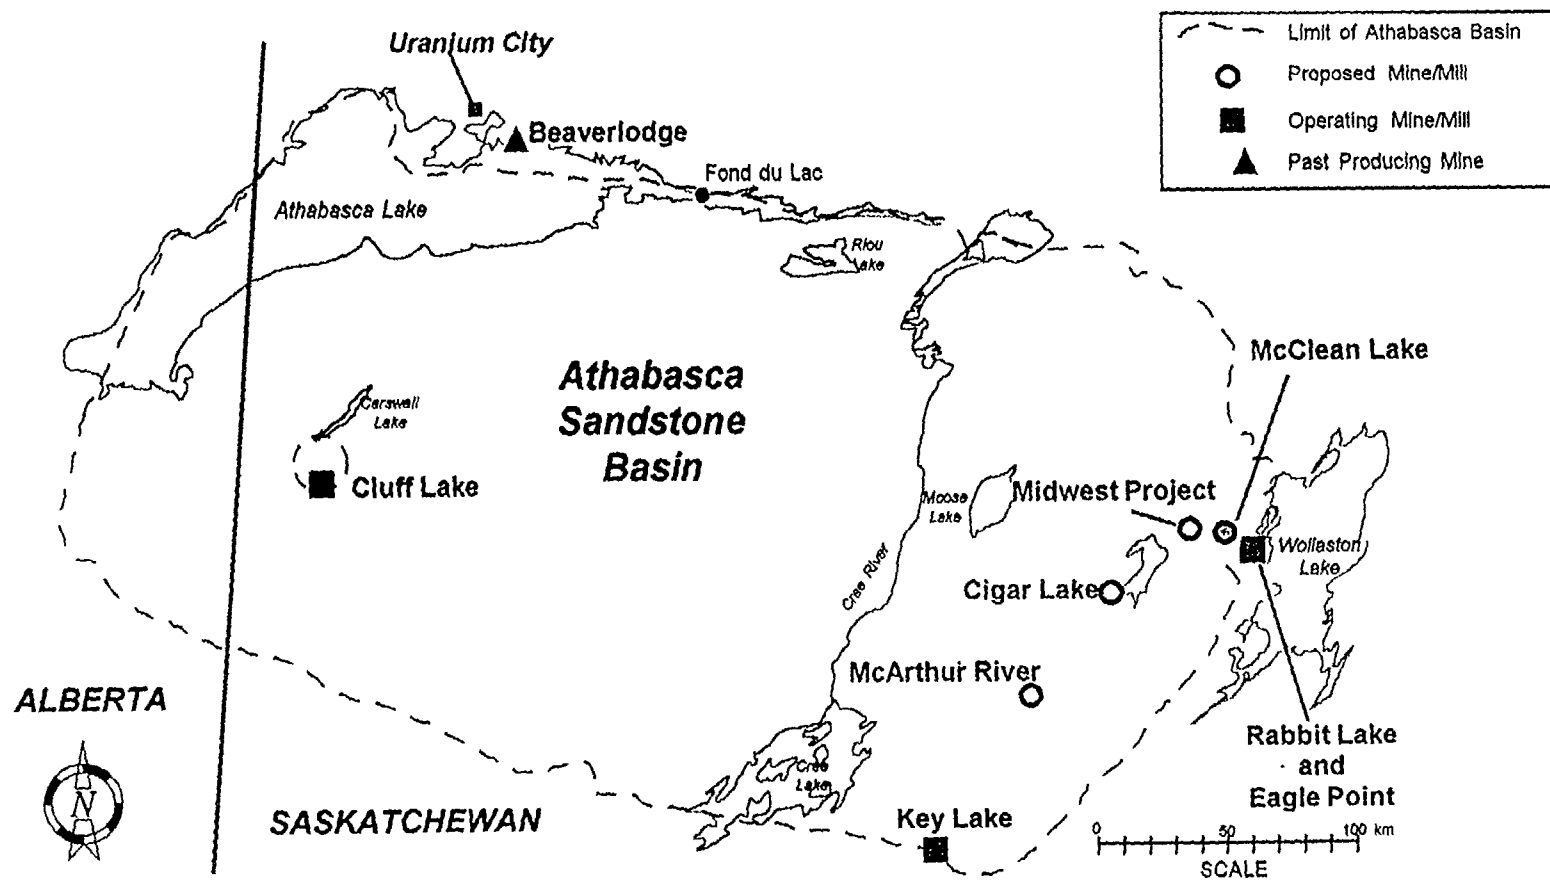 Uranium City
Limit of Athabasca Basin
Proposed Mine/Mill
Operating Mine/Mill
Past Producing Mine
Beaverlodge
Fond du Lac
Athabasca Lake
Riou
Lake
McClean Lake
Athabasca
Sandstone
Basin
Carswell
Lake
Cluff Lake
Moose
Lake
Midwest Project
Wollaston
Lake
Cree River
Cigar Lake
McArthur River
ALBERTA
N
Rabbit Lake
and
Eagle Point
Cree
Lake
SASKATCHEWAN
Key Lake
0 50 100 km
SCALE